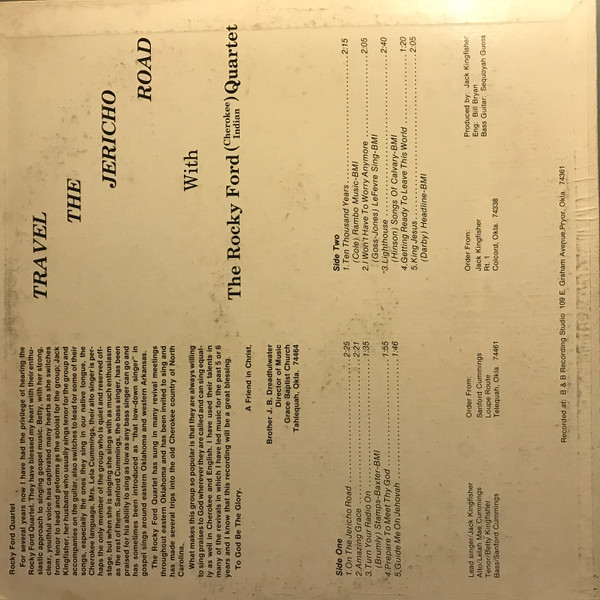 TRAVEL
THE
JERICHO
ROAD
With
The Rocky Ford (Cherokee Indian) Quartet
Rocky Ford Quartet
For several years now I have had the privilege of hearing the
Rocky Ford Quartet. They have blessed my heart with their enthu-
siastic approach to singing gospel music. Betty, with her strong,
clear, youthful voice has captivated many hearts as she switches
from tenor to lead and performs as the soloist for the group; Jack
Kingfisher, her husband who usually sings tenor for the group and
accompanies on the guitar, also switches to lead for some of their
songs, especially the ones they sing in our native tongue, the
Cherokee language. Mrs. Lela Cummings, their alto singer is per-
haps the only member of the group who is quiet and reserved off-
stage, but when she is singing she sings with as much enthusiasm
as the rest of them. Sanford Cummings, the bass singer, has been
praised for his ability to sing as low as any bass singer can go and
has sometimes been introduced as "that low-down singer" in
gospel sings around eastern Oklahoma and western Arkansas.
The Rocky Ford Quartet has sung in many revival meetings
throughout eastern Oklahoma and has been invited to sing and
has made several trips into the old Cherokee country of North
Carolina.
What makes this group so popular is that they are always willing
to sing praises to God wherever they are called and can sing equal-
ly as well in Cherokee and English. I have used their talents in
many of the revivals in which I have led music for the past 5 or 6
years and I know that this recording will be a great blessing.
To God Be The Glory.
A Friend in Christ,
Brother J. B. Dreadfulwater
Director of Music
Grace Baptist Church
Tahlequah, Okla. 74464
Side One
1. On The Jericho Road 2:25
2. Amazing Grace 2:21
3. Turn Your Radio On 1:35
(Brumly) Stamps-Baxter-BMI
4. Prepare To Meet Thy God 1:55
5. Guide Me Oh Jehovah 1:46
Side Two
1. Ten Thousand Years 2:15
(Cole) Rambo Music-BMI
2. I Won't Have To Worry Anymore 2:05
(Goss-Jones) LeFevre Sing-BMI
3. Lighthouse 2:40
(Hinson) Songs Of Calvary-BMI
4. Getting Ready To Leave This World 1:20
5. King Jesus 2:05
(Darby) Headline-BMI
Lead singer/Jack Kingfisher
Alto/Leda Mae Cummings
Tenor/Betty Kingfisher
Bass/Sanford Cummings
Order From:
Sanford Cummings
Louise Route
Telequah, Okla. 74461
Order From:
Jack Kingfisher
Rt. 1
Colcord, Okla. 74338
Produced by: Jack Kingfisher
Eng: Bill Bryan
Bass Guitar: Sequoyah Guess
Recorded at: B & B Recording Studio 109 E. Graham Avenue, Pryor, Okla. 74361